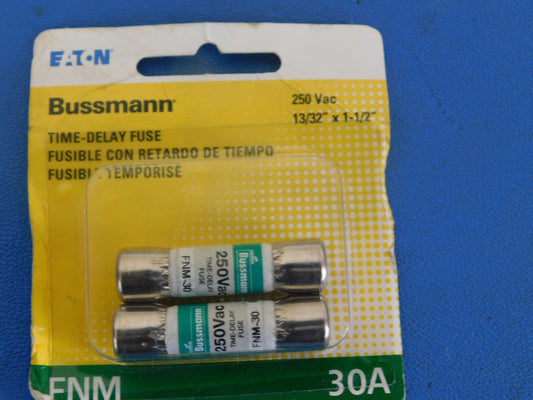 EATON
Bussmann
250 Vac
13/32" x 1-1/2"
TIME-DELAY FUSE
FUSIBLE CON RETARDO DE TIEMPO
FUSIBLE TEMPORISÉ
FNM-30
TIME-DELAY
FUSE
250Vac
Bussmann
Bussmann
250Vac
TIME-DELAY
FUSE
FNM-30
FNM
30A